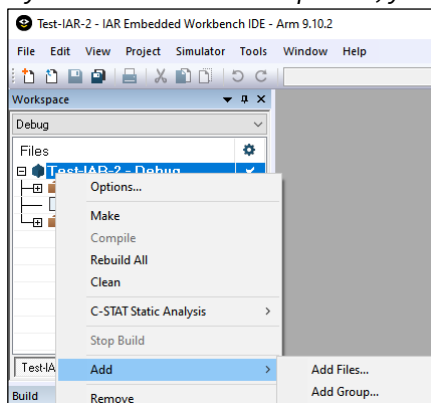 Test-IAR-2 - IAR Embedded Workbench IDE - Arm 9.10.2
File Edit View Project Simulator Tools Window Help
Workspace
Debug
Files
Test-IAR-2 - Debug
Options...
Make
Compile
Rebuild All
Clean
C-STAT Static Analysis
Stop Build
Test-IA
Add
Add Files...
Add Group...
Build
Remove